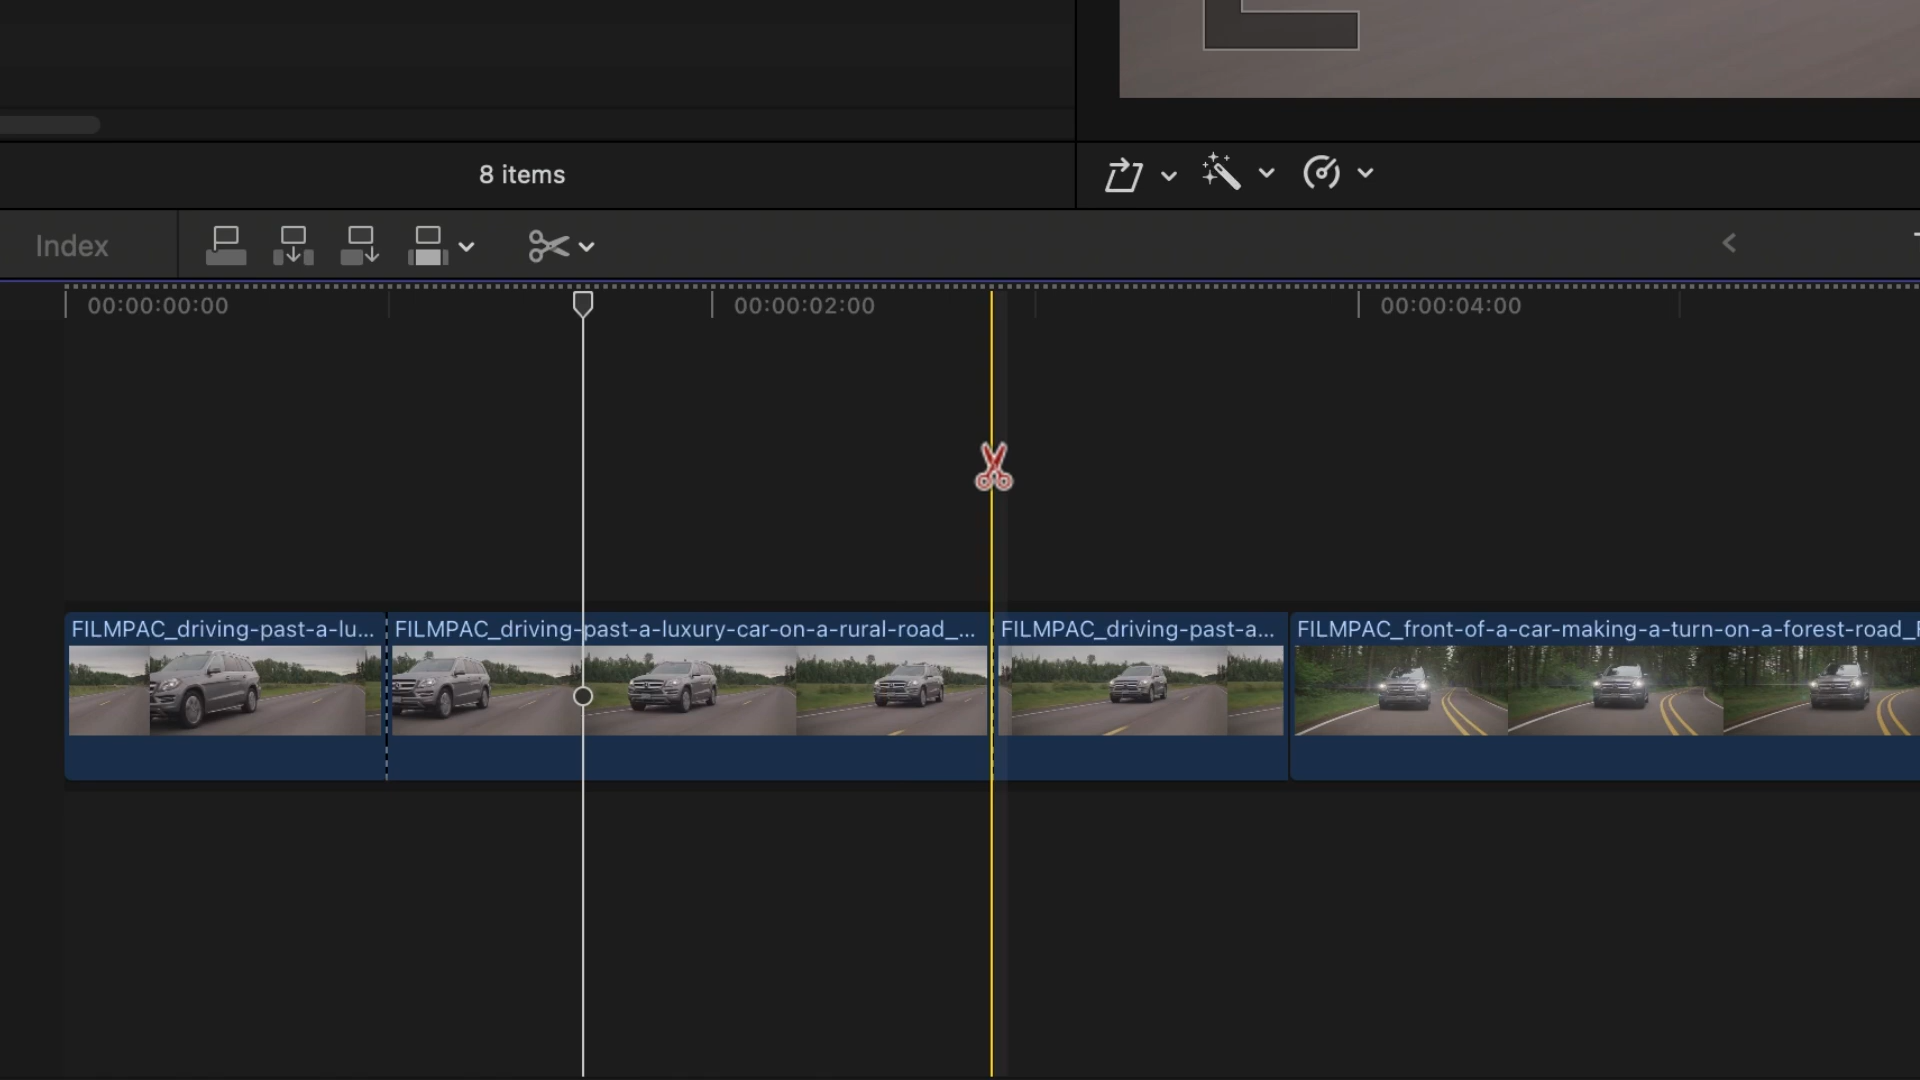 8 items
Index
00:00:00:00
00:00:02:00
00:00:04:00
FILMPAC_driving-past-a-lu...
FILMPAC_driving-past-a-luxury-car-on-a-rural-road_...
FILMPAC_driving-past-a...
FILMPAC_front-of-a-car-making-a-turn-on-a-forest-road_F